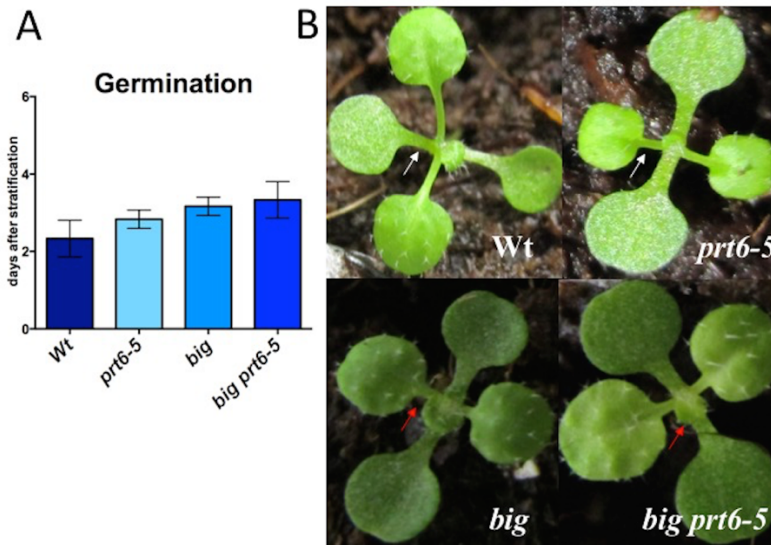 A
B
Germination
days after stratification
6
4
2
0
Wt
prt6-5
big
big prt6-5
Wt
prt6-5
big
big prt6-5